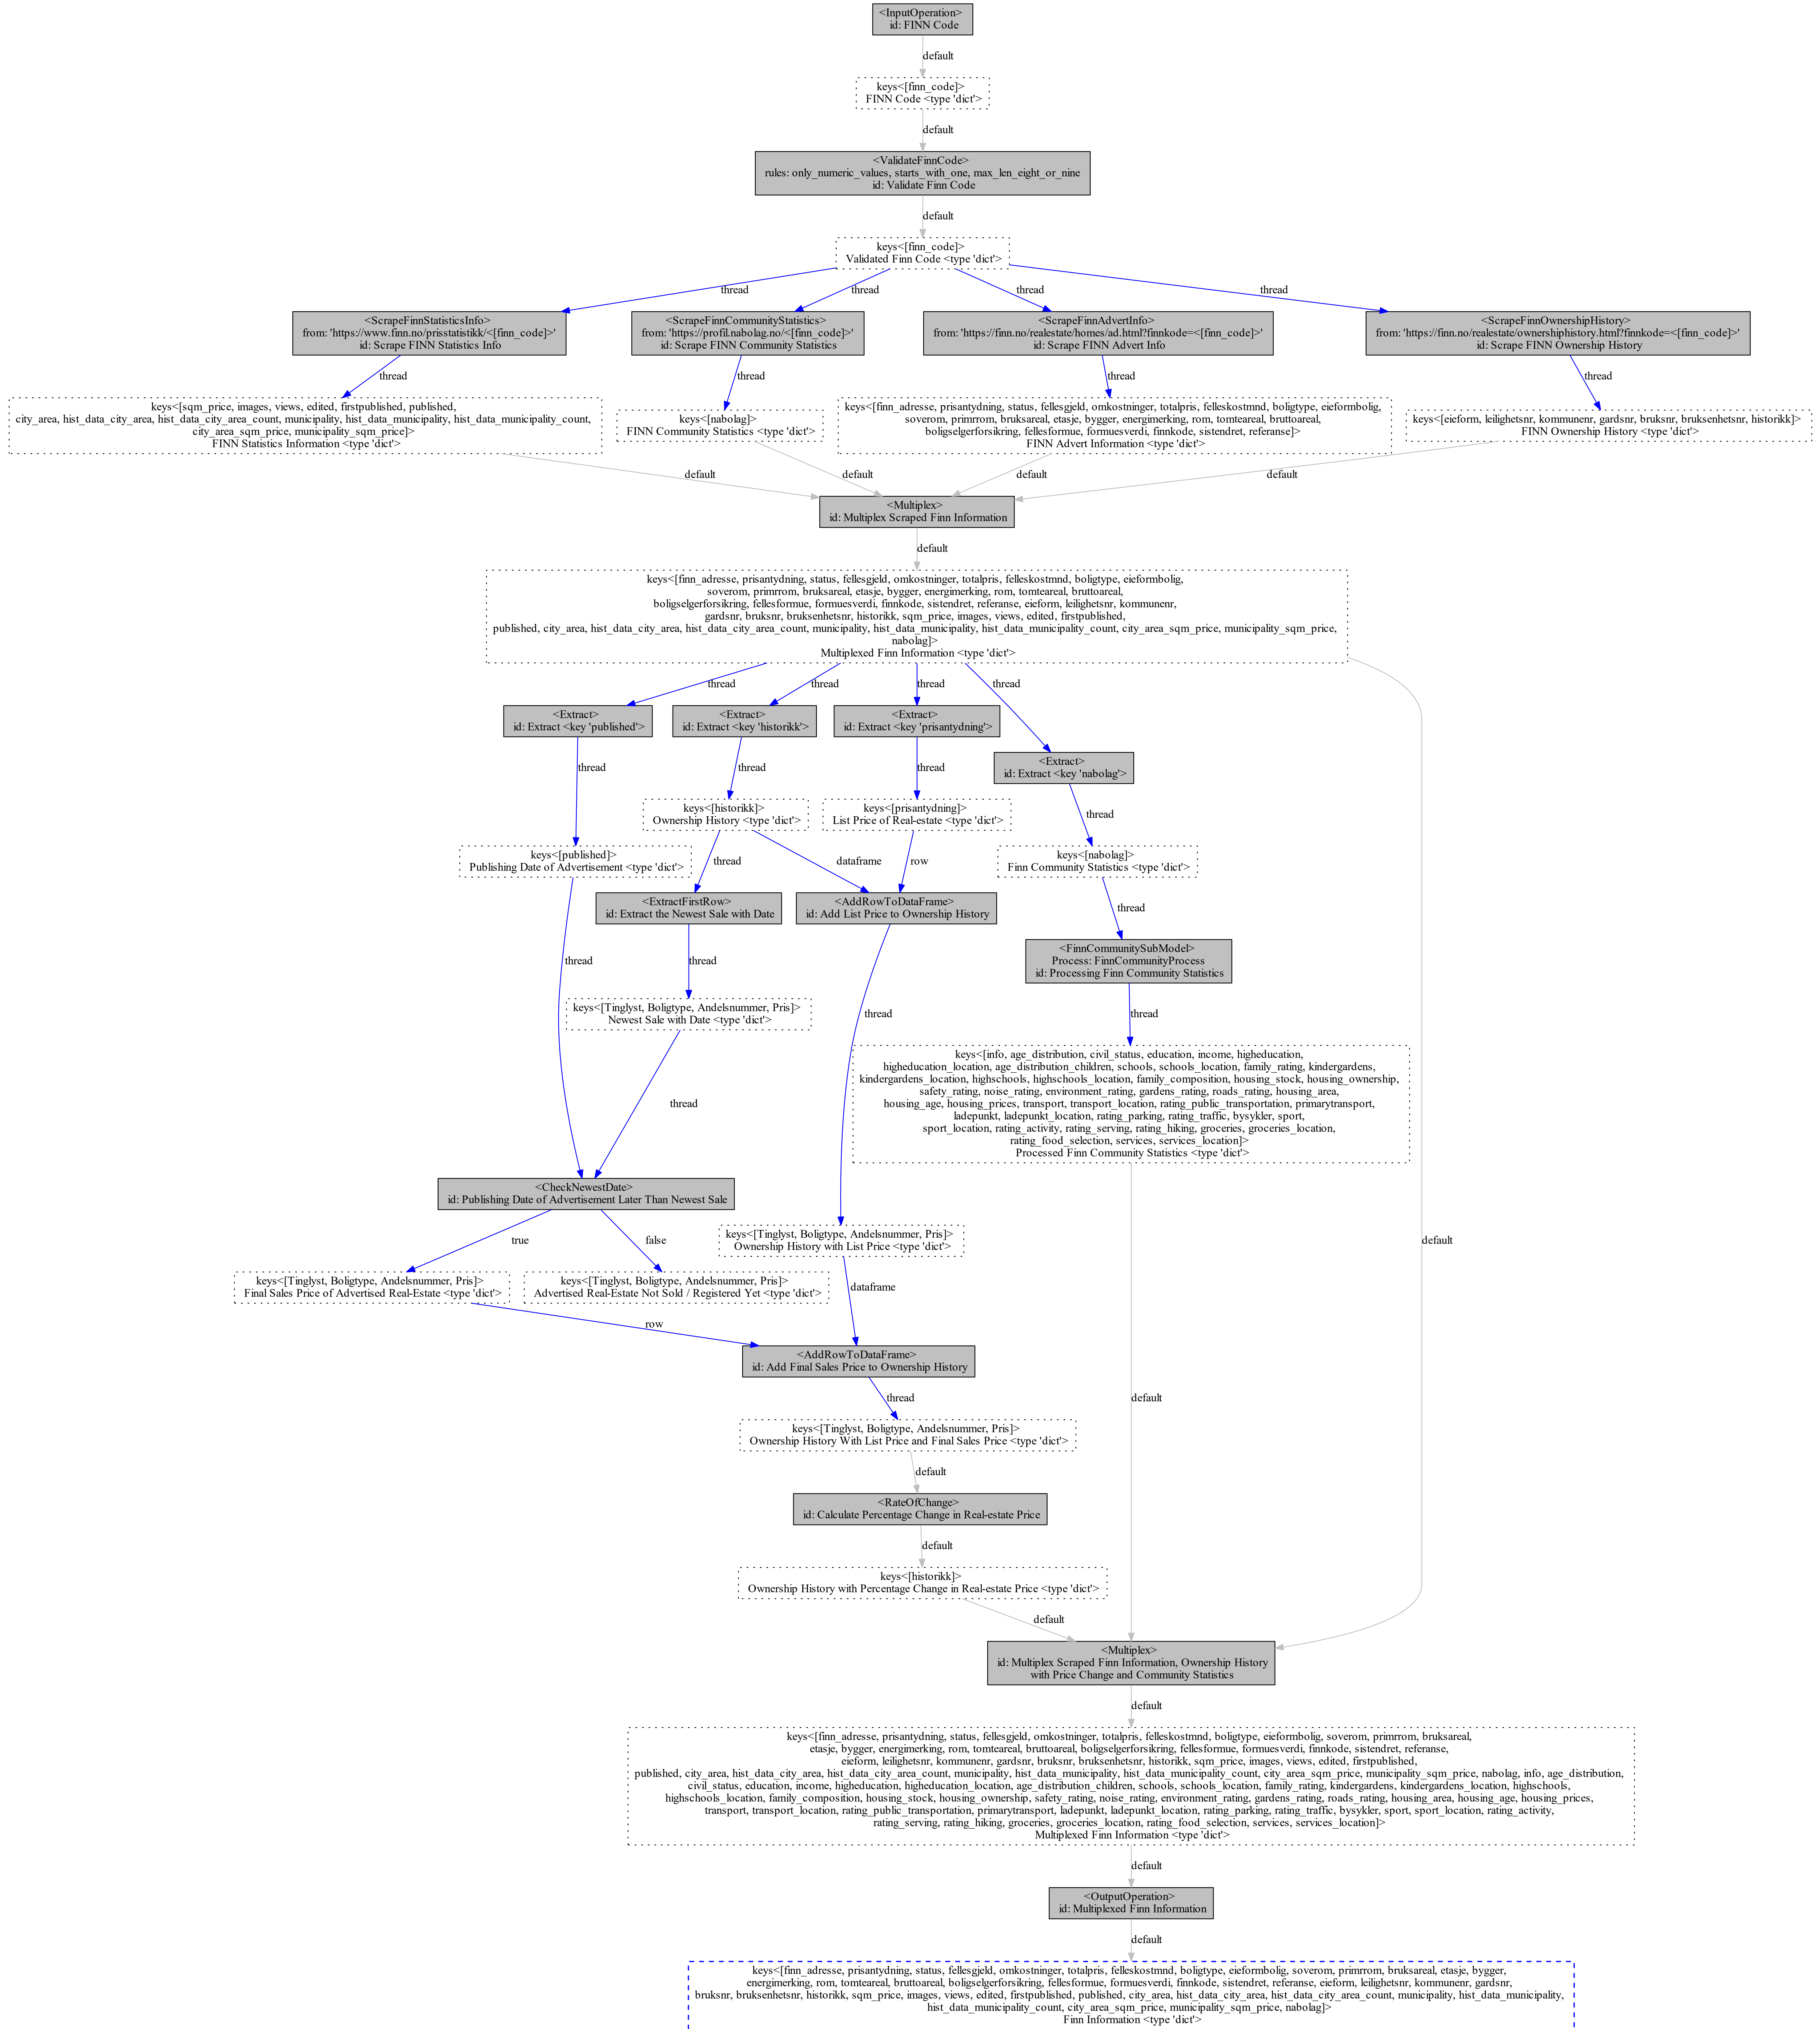 <InputOperation>
id: FINN Code
default
keys<[finn_code]>
FINN Code <type 'dict'>
default
<ValidateFinnCode>
rules: only_numeric_values, starts_with_one, max_len_eight_or_nine
id: Validate Finn Code
default
keys<[finn_code]>
Validated Finn Code <type 'dict'>
thread
thread
thread
thread
<ScrapeFinnStatisticsInfo>
from: 'https://www.finn.no/prisstatistikk/<[finn_code]>'
id: Scrape FINN Statistics Info
<ScrapeFinnCommunityStatistics>
from: 'https://profil.nabolag.no/<[finn_code]>'
id: Scrape FINN Community Statistics
<ScrapeFinnAdvertInfo>
from: 'https://finn.no/realestate/homes/ad.html?finnkode=<[finn_code]>'
id: Scrape FINN Advert Info
<ScrapeFinnOwnershipHistory>
from: 'https://finn.no/realestate/ownershiphistory.html?finnkode=<[finn_code]>'
id: Scrape FINN Ownership History
thread
thread
thread
thread
keys<[sqm_price, images, views, edited, firstpublished, published,
city_area, hist_data_city_area, hist_data_city_area_count, municipality, hist_data_municipality, hist_data_municipality_count,
city_area_sqm_price, municipality_sqm_price]>
FINN Statistics Information <type 'dict'>
keys<[nabolag]>
FINN Community Statistics <type 'dict'>
keys<[finn_adresse, prisantydning, status, fellesgjeld, omkostninger, totalpris, felleskostmnd, boligtype, eieformbolig,
soverom, primrrom, bruksareal, etasje, bygger, energimerking, rom, tomteareal, bruttoareal,
boligselgerforsikring, fellesformue, formuesverdi, finnkode, sistendret, referanse]>
FINN Advert Information <type 'dict'>
keys<[eieform, leilighetsnr, kommunenr, gardsnr, bruksnr, bruksenhetsnr, historikk]>
FINN Ownership History <type 'dict'>
default
default
default
default
<Multiplex>
id: Multiplex Scraped Finn Information
default
keys<[finn_adresse, prisantydning, status, fellesgjeld, omkostninger, totalpris, felleskostmnd, boligtype, eieformbolig,
soverom, primrrom, bruksareal, etasje, bygger, energimerking, rom, tomteareal, bruttoareal,
boligselgerforsikring, fellesformue, formuesverdi, finnkode, sistendret, referanse, eieform, leilighetsnr, kommunenr,
gardsnr, bruksnr, bruksenhetsnr, historikk, sqm_price, images, views, edited, firstpublished,
published, city_area, hist_data_city_area, hist_data_city_area_count, municipality, hist_data_municipality, hist_data_municipality_count, city_area_sqm_price, municipality_sqm_price,
nabolag]>
Multiplexed Finn Information <type 'dict'>
thread
thread
thread
thread
<Extract>
id: Extract <key 'published'>
<Extract>
id: Extract <key 'historikk'>
<Extract>
id: Extract <key 'prisantydning'>
<Extract>
id: Extract <key 'nabolag'>
thread
thread
thread
thread
keys<[historikk]>
Ownership History <type 'dict'>
keys<[prisantydning]>
List Price of Real-estate <type 'dict'>
keys<[published]>
Publishing Date of Advertisement <type 'dict'>
keys<[nabolag]>
Finn Community Statistics <type 'dict'>
thread
dataframe
row
thread
<ExtractFirstRow>
id: Extract the Newest Sale with Date
<AddRowToDataFrame>
id: Add List Price to Ownership History
<FinnCommunitySubModel>
Process: FinnCommunityProcess
id: Processing Finn Community Statistics
thread
thread
thread
thread
keys<[Tinglyst, Boligtype, Andelsnummer, Pris]>
Newest Sale with Date <type 'dict'>
keys<[info, age_distribution, civil_status, education, income, higheducation,
higheducation_location, age_distribution_children, schools, schools_location, family_rating, kindergardens,
kindergardens_location, highschools, highschools_location, family_composition, housing_stock, housing_ownership,
safety_rating, noise_rating, environment_rating, gardens_rating, roads_rating, housing_area,
housing_age, housing_prices, transport, transport_location, rating_public_transportation, primarytransport,
ladepunkt, ladepunkt_location, rating_parking, rating_traffic, bysykler, sport,
sport_location, rating_activity, rating_serving, rating_hiking, groceries, groceries_location,
rating_food_selection, services, services_location]>
Processed Finn Community Statistics <type 'dict'>
thread
<CheckNewestDate>
id: Publishing Date of Advertisement Later Than Newest Sale
true
false
keys<[Tinglyst, Boligtype, Andelsnummer, Pris]>
Ownership History with List Price <type 'dict'>
default
keys<[Tinglyst, Boligtype, Andelsnummer, Pris]>
Final Sales Price of Advertised Real-Estate <type 'dict'>
keys<[Tinglyst, Boligtype, Andelsnummer, Pris]>
Advertised Real-Estate Not Sold / Registered Yet <type 'dict'>
dataframe
row
<AddRowToDataFrame>
id: Add Final Sales Price to Ownership History
thread
default
keys<[Tinglyst, Boligtype, Andelsnummer, Pris]>
Ownership History With List Price and Final Sales Price <type 'dict'>
default
<RateOfChange>
id: Calculate Percentage Change in Real-estate Price
default
keys<[historikk]>
Ownership History with Percentage Change in Real-estate Price <type 'dict'>
default
<Multiplex>
id: Multiplex Scraped Finn Information, Ownership History
with Price Change and Community Statistics
default
keys<[finn_adresse, prisantydning, status, fellesgjeld, omkostninger, totalpris, felleskostmnd, boligtype, eieformbolig, soverom, primrrom, bruksareal,
etasje, bygger, energimerking, rom, tomteareal, bruttoareal, boligselgerforsikring, fellesformue, formuesverdi, finnkode, sistendret, referanse,
eieform, leilighetsnr, kommunenr, gardsnr, bruksnr, bruksenhetsnr, historikk, sqm_price, images, views, edited, firstpublished,
published, city_area, hist_data_city_area, hist_data_city_area_count, municipality, hist_data_municipality, hist_data_municipality_count, city_area_sqm_price, municipality_sqm_price, nabolag, info, age_distribution,
civil_status, education, income, higheducation, higheducation_location, age_distribution_children, schools, schools_location, family_rating, kindergardens, kindergardens_location, highschools,
highschools_location, family_composition, housing_stock, housing_ownership, safety_rating, noise_rating, environment_rating, gardens_rating, roads_rating, housing_area, housing_age, housing_prices,
transport, transport_location, rating_public_transportation, primarytransport, ladepunkt, ladepunkt_location, rating_parking, rating_traffic, bysykler, sport, sport_location, rating_activity,
rating_serving, rating_hiking, groceries, groceries_location, rating_food_selection, services, services_location]>
Multiplexed Finn Information <type 'dict'>
default
<OutputOperation>
id: Multiplexed Finn Information
default
keys<[finn_adresse, prisantydning, status, fellesgjeld, omkostninger, totalpris, felleskostmnd, boligtype, eieformbolig, soverom, primrrom, bruksareal, etasje, bygger,
energimerking, rom, tomteareal, bruttoareal, boligselgerforsikring, fellesformue, formuesverdi, finnkode, sistendret, referanse, eieform, leilighetsnr, kommunenr, gardsnr,
bruksnr, bruksenhetsnr, historikk, sqm_price, images, views, edited, firstpublished, published, city_area, hist_data_city_area, hist_data_city_area_count, municipality, hist_data_municipality,
hist_data_municipality_count, city_area_sqm_price, municipality_sqm_price, nabolag]>
Finn Information <type 'dict'>